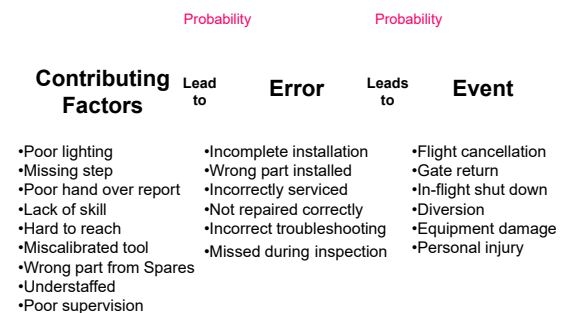 Probability Probability
Contributing Factors Lead to Error Leads to Event
•Poor lighting
•Missing step
•Poor hand over report
•Lack of skill
•Hard to reach
•Miscalibrated tool
•Wrong part from Spares
•Understaffed
•Poor supervision
•Incomplete installation
•Wrong part installed
•Incorrectly serviced
•Not repaired correctly
•Incorrect troubleshooting
•Missed during inspection
•Flight cancellation
•Gate return
•In-flight shut down
•Diversion
•Equipment damage
•Personal injury